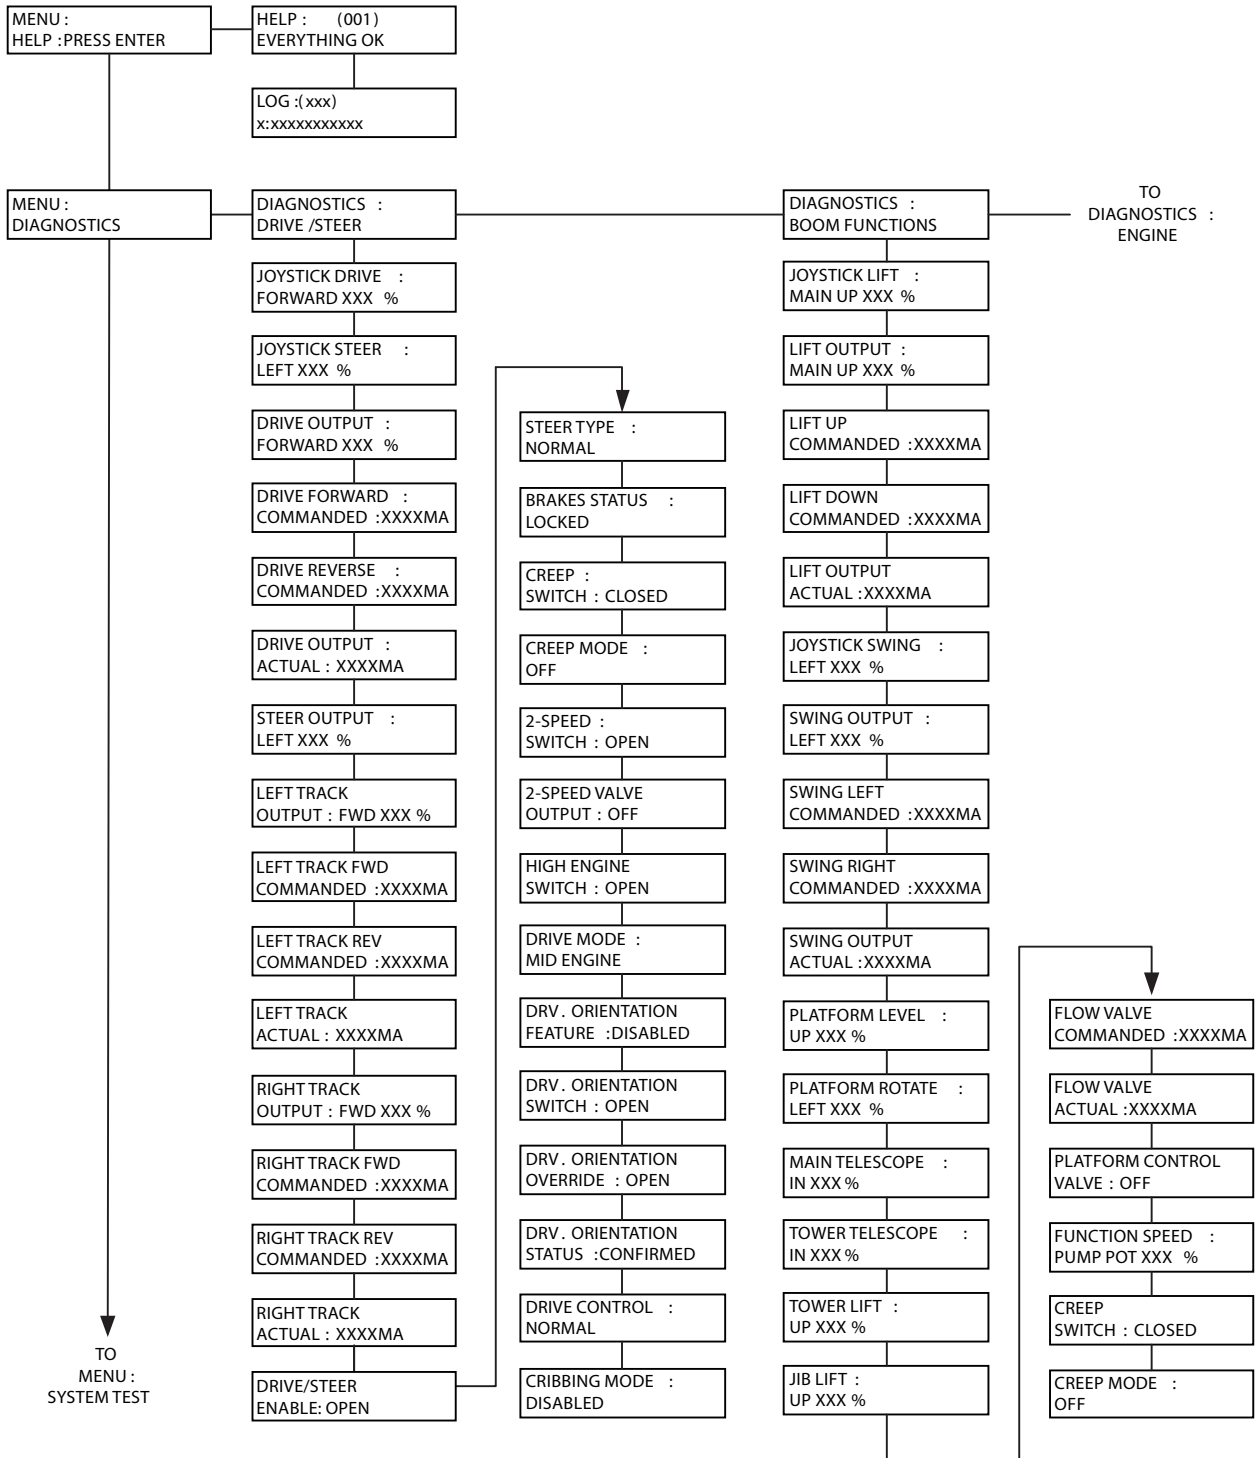 MENU :
HELP : PRESS ENTER
HELP : (001)
EVERYTHING OK
LOG :(xxx)
x:xxxxxxxxxxx
MENU :
DIAGNOSTICS
DIAGNOSTICS :
DRIVE /STEER
JOYSTICK DRIVE :
FORWARD XXX %
JOYSTICK STEER :
LEFT XXX %
DRIVE OUTPUT :
FORWARD XXX %
DRIVE FORWARD :
COMMANDED :XXXXMA
DRIVE REVERSE :
COMMANDED :XXXXMA
DRIVE OUTPUT :
ACTUAL : XXXXMA
STEER OUTPUT :
LEFT XXX %
LEFT TRACK
OUTPUT : FWD XXX %
LEFT TRACK FWD
COMMANDED :XXXXMA
LEFT TRACK REV
COMMANDED :XXXXMA
LEFT TRACK
ACTUAL : XXXXMA
RIGHT TRACK
OUTPUT : FWD XXX %
RIGHT TRACK FWD
COMMANDED :XXXXMA
RIGHT TRACK REV
COMMANDED :XXXXMA
RIGHT TRACK
ACTUAL : XXXXMA
DRIVE/STEER
ENABLE: OPEN
STEER TYPE :
NORMAL
BRAKES STATUS :
LOCKED
CREEP :
SWITCH : CLOSED
CREEP MODE :
OFF
2-SPEED :
SWITCH : OPEN
2-SPEED VALVE
OUTPUT : OFF
HIGH ENGINE
SWITCH : OPEN
DRIVE MODE :
MID ENGINE
DRV . ORIENTATION
FEATURE :DISABLED
DRV . ORIENTATION
SWITCH : OPEN
DRV . ORIENTATION
OVERRIDE : OPEN
DRV . ORIENTATION
STATUS :CONFIRMED
DRIVE CONTROL :
NORMAL
CRIBBING MODE :
DISABLED
DIAGNOSTICS :
BOOM FUNCTIONS
JOYSTICK LIFT :
MAIN UP XXX %
LIFT OUTPUT :
MAIN UP XXX %
LIFT UP
COMMANDED :XXXXMA
LIFT DOWN
COMMANDED :XXXXMA
LIFT OUTPUT
ACTUAL :XXXXMA
JOYSTICK SWING :
LEFT XXX %
SWING OUTPUT :
LEFT XXX %
SWING LEFT
COMMANDED :XXXXMA
SWING RIGHT
COMMANDED :XXXXMA
SWING OUTPUT
ACTUAL :XXXXMA
PLATFORM LEVEL :
UP XXX %
PLATFORM ROTATE :
LEFT XXX %
MAIN TELESCOPE :
IN XXX %
TOWER TELESCOPE :
IN XXX %
TOWER LIFT :
UP XXX %
JIB LIFT :
UP XXX %
FLOW VALVE
COMMANDED :XXXXMA
FLOW VALVE
ACTUAL :XXXXMA
PLATFORM CONTROL
VALVE : OFF
FUNCTION SPEED :
PUMP POT XXX %
CREEP
SWITCH : CLOSED
CREEP MODE :
OFF
TO
DIAGNOSTICS :
ENGINE
TO
MENU :
SYSTEM TEST